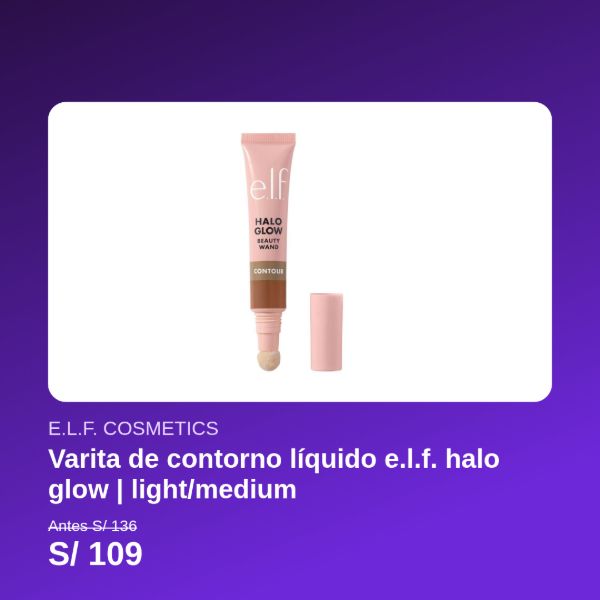 e.l.f.
HALO
GLOW
BEAUTY
WAND
CONTOUR
E.L.F. COSMETICS
Varita de contorno líquido e.l.f. halo
glow | light/medium
Antes S/ 136
S/ 109